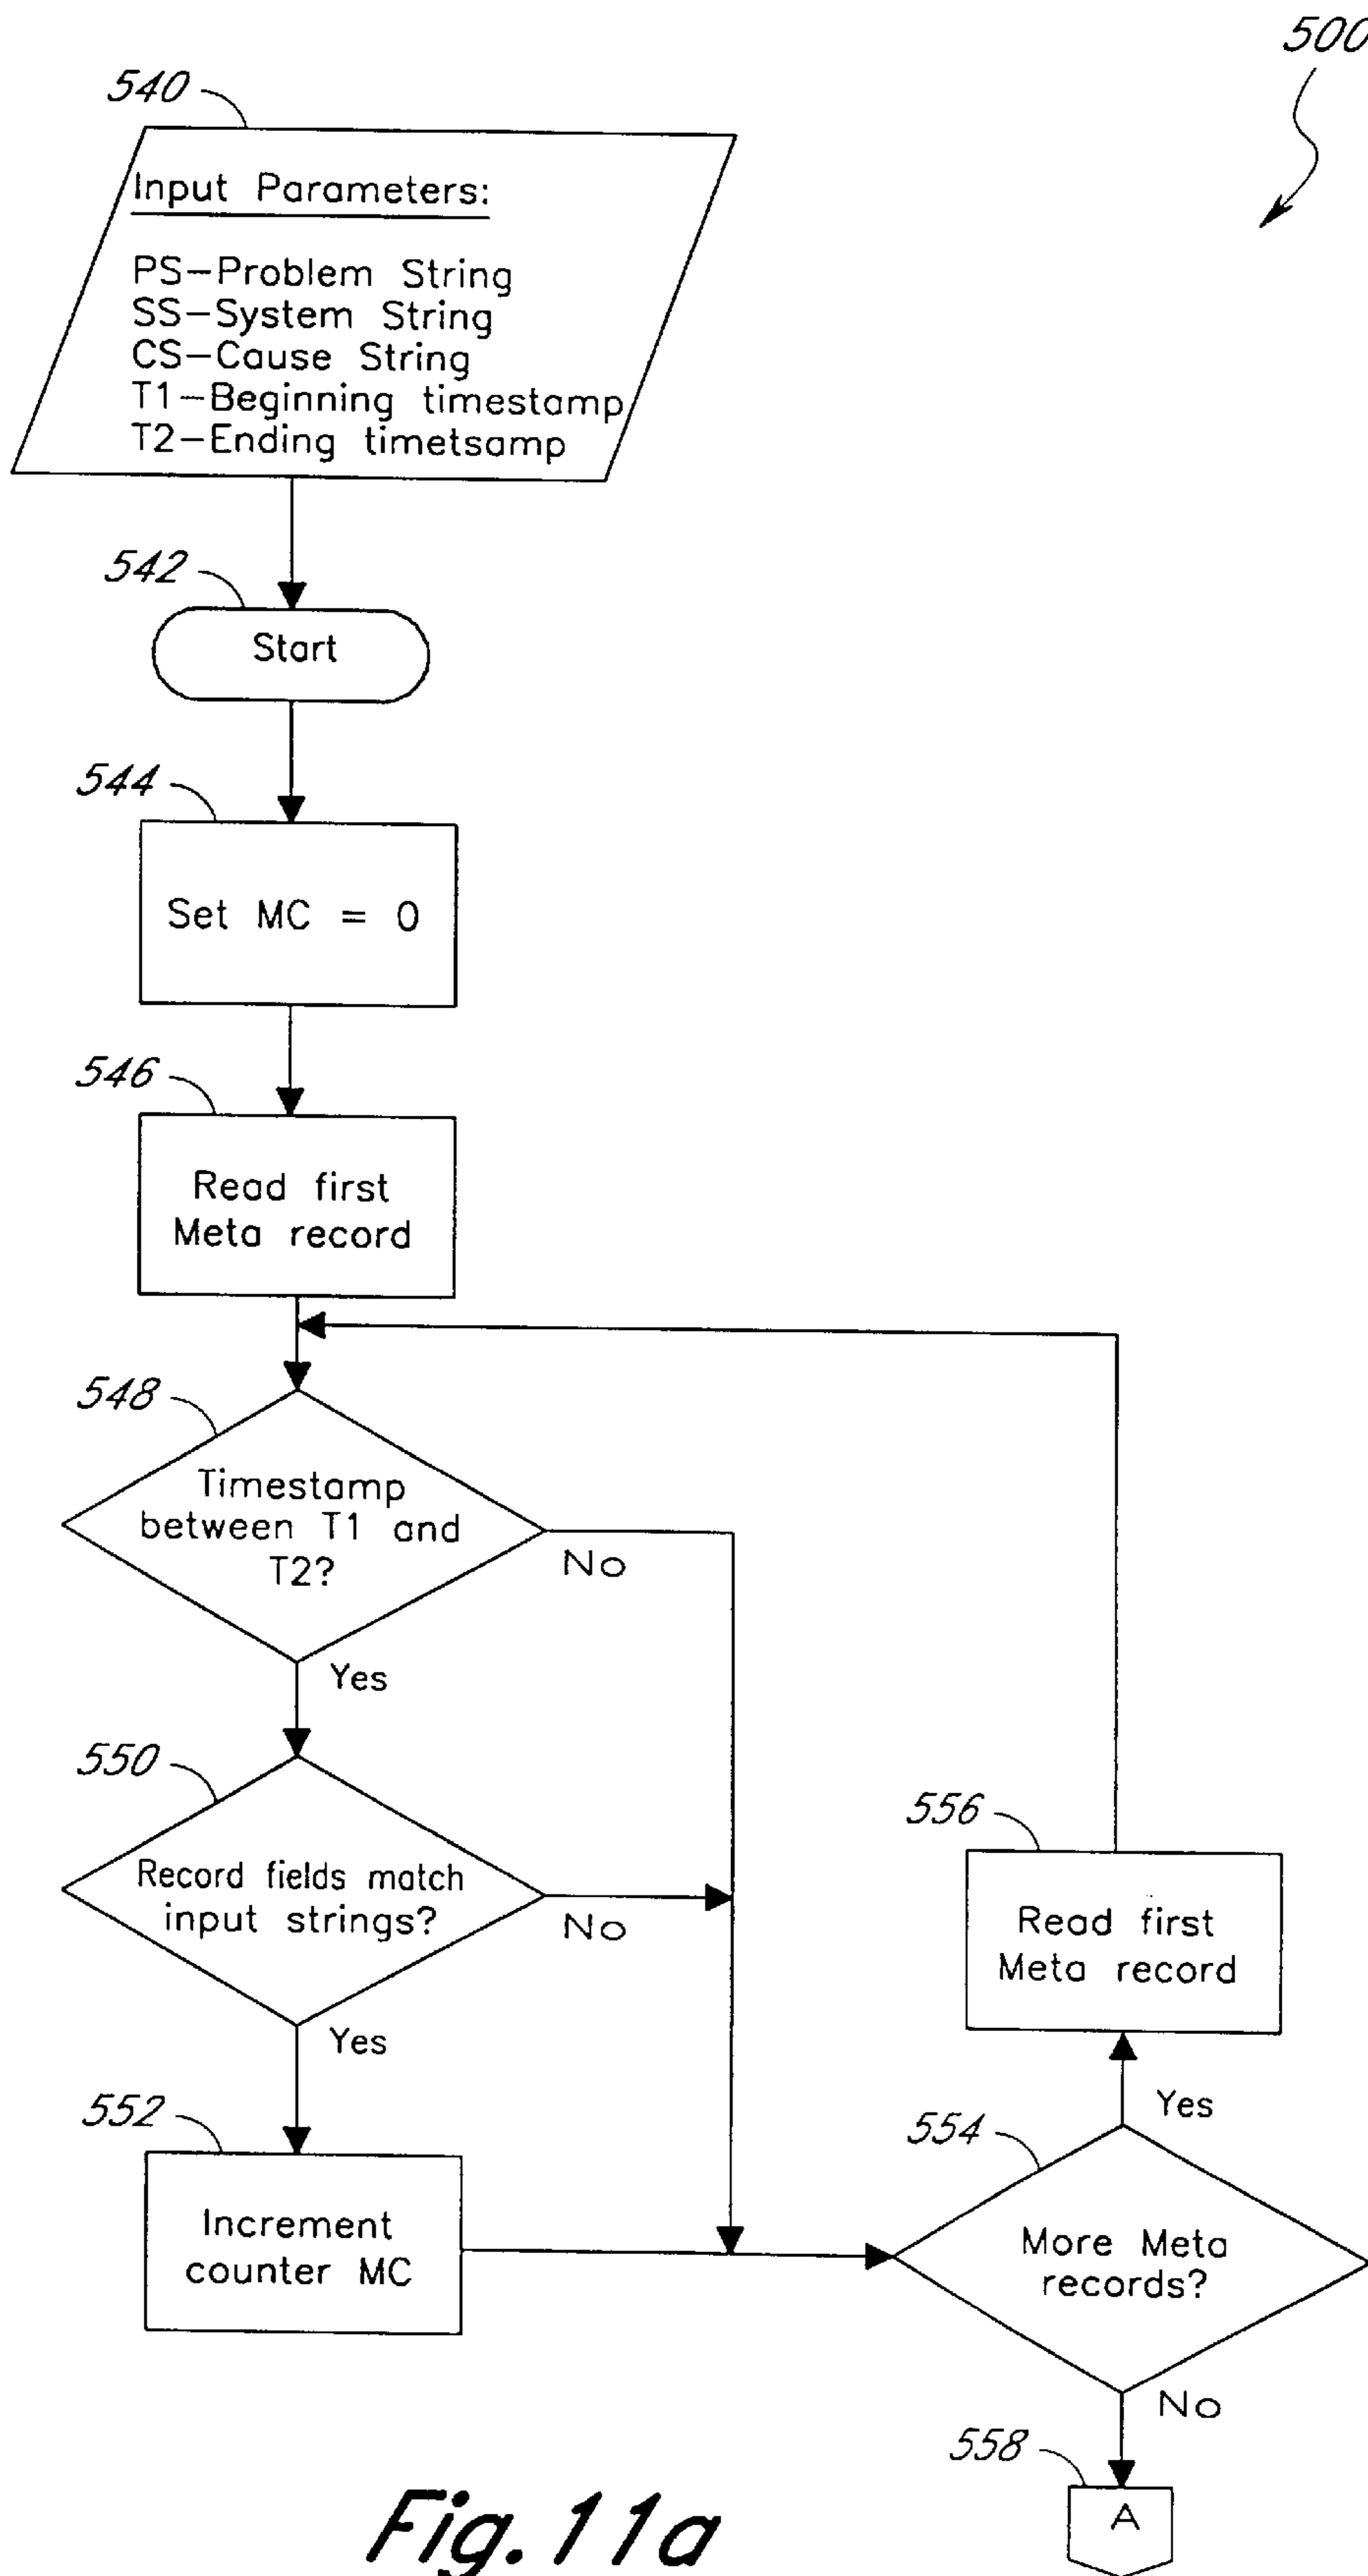 500
540
Input Parameters:
PS-Problem String
SS-System String
CS-Cause String
T1-Beginning timestamp
T2-Ending timetsamp
542
Start
544
Set MC = 0
546
Read first
Meta record
548
Timestamp
between T1 and
T2?
No
Yes
550
Record fields match
input strings?
No
Yes
552
Increment
counter MC
556
Read first
Meta record
Yes
554
More Meta
records?
No
558
A
Fig. 11a